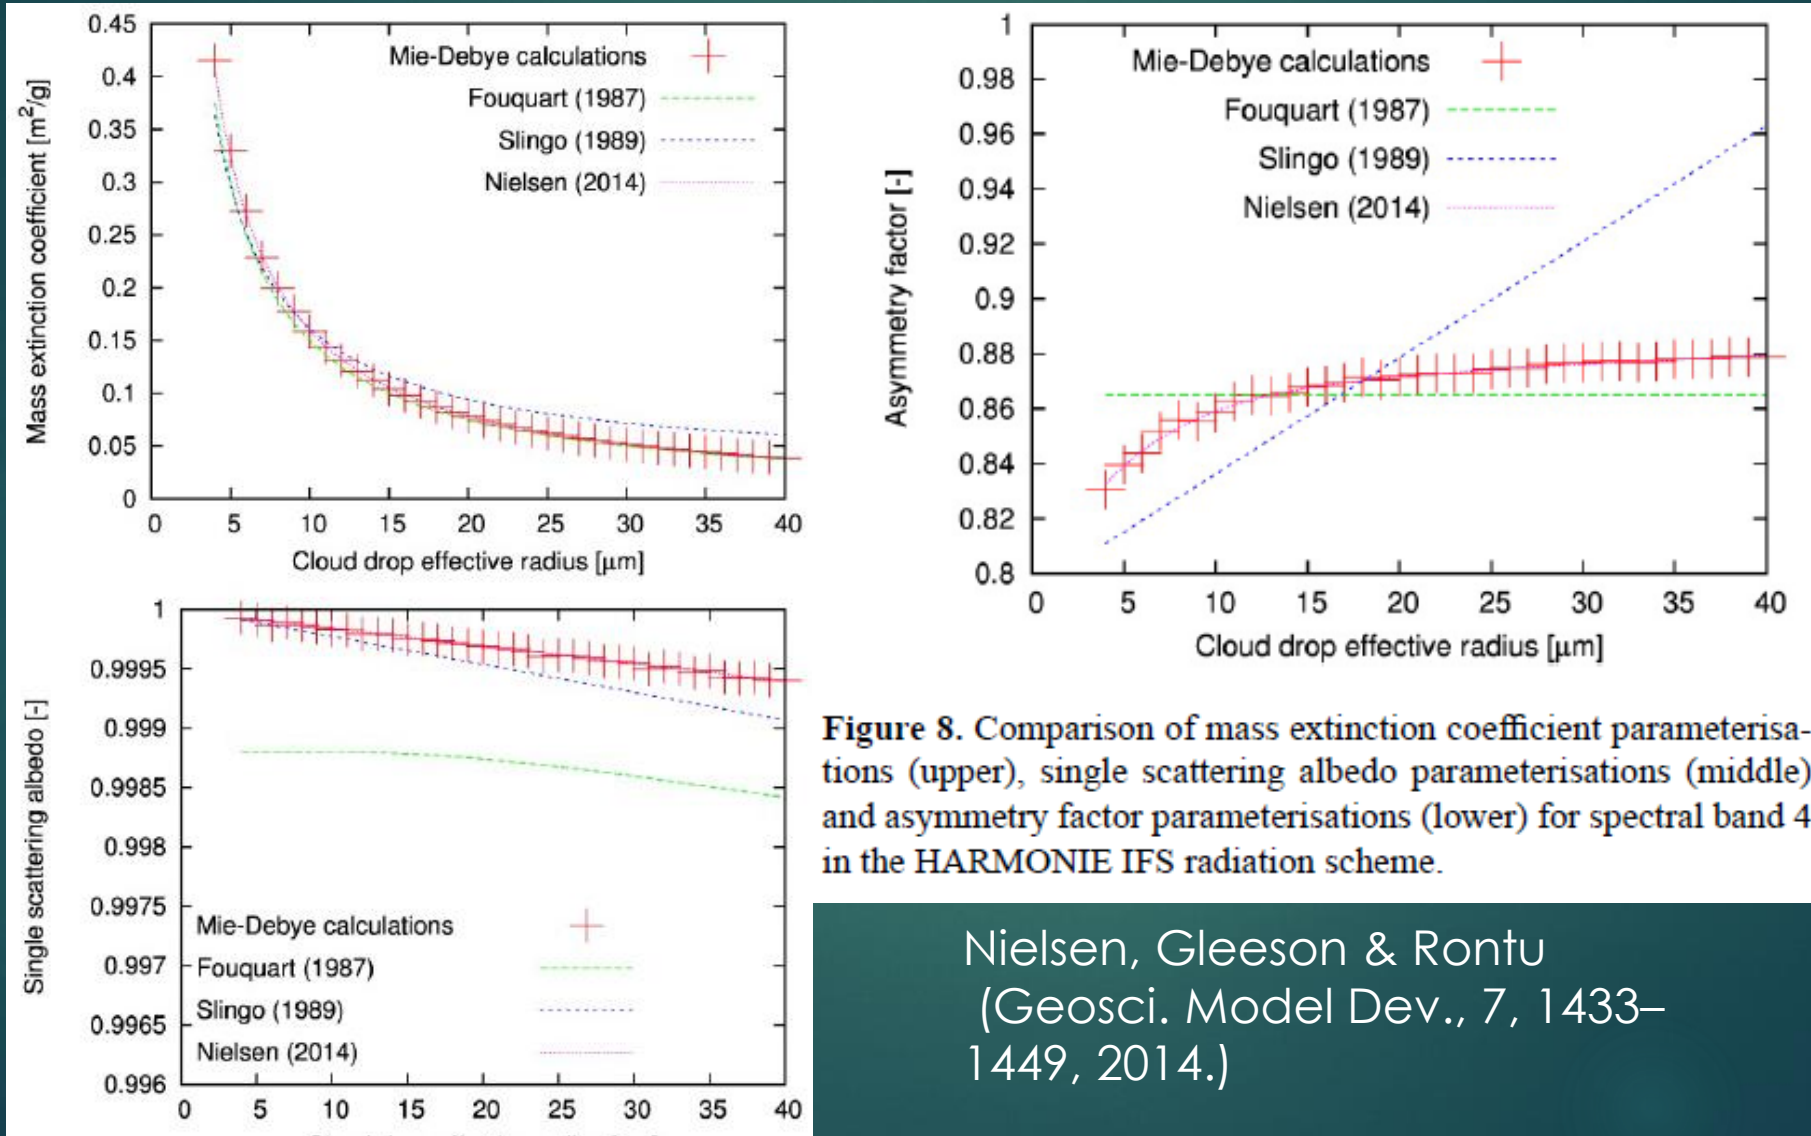 0.45
0.4
0.35
0.3
0.25
0.2
0.15
0.1
0.05
0
Mass extinction coefficient [m²/g]
Mie-Debye calculations
Fouquart (1987)
Slingo (1989)
Nielsen (2014)
0 5 10 15 20 25 30 35 40
Cloud drop effective radius [μm]
1
0.98
0.96
0.94
0.92
0.9
0.88
0.86
0.84
0.82
0.8
Asymmetry factor [-]
Mie-Debye calculations
Fouquart (1987)
Slingo (1989)
Nielsen (2014)
0 5 10 15 20 25 30 35 40
Cloud drop effective radius [μm]
1
0.9995
0.999
0.9985
0.998
0.9975
0.997
0.9965
0.996
Single scattering albedo [-]
Mie-Debye calculations
Fouquart (1987)
Slingo (1989)
Nielsen (2014)
0 5 10 15 20 25 30 35 40
Figure 8. Comparison of mass extinction coefficient parameterisa-
tions (upper), single scattering albedo parameterisations (middle)
and asymmetry factor parameterisations (lower) for spectral band 4
in the HARMONIE IFS radiation scheme.
Nielsen, Gleeson & Rontu
(Geosci. Model Dev., 7, 1433–
1449, 2014.)